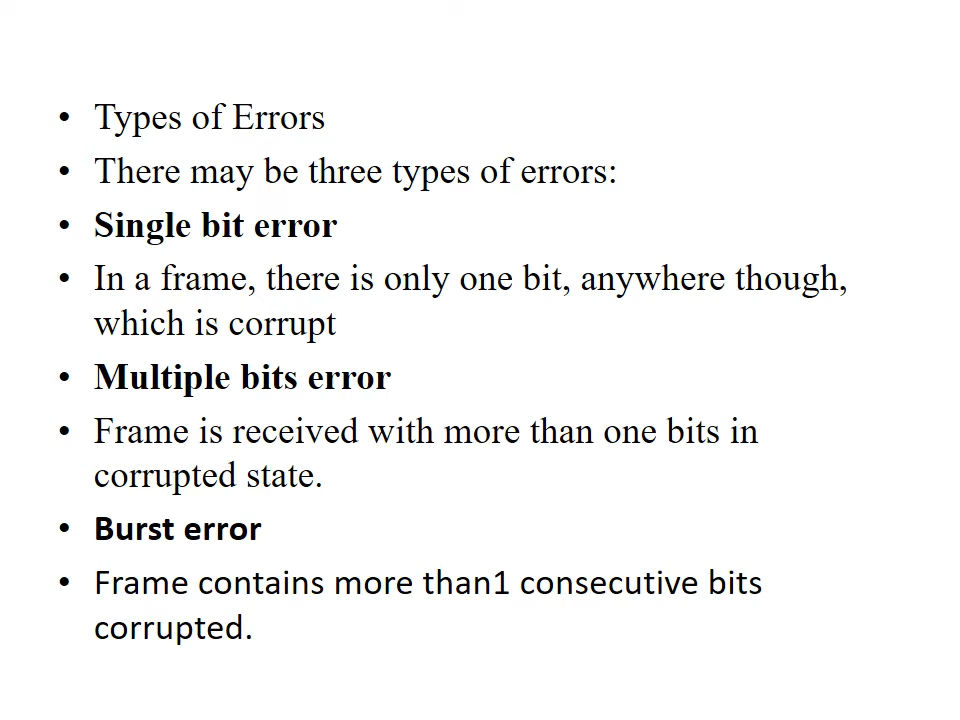 • Types of Errors
• There may be three types of errors:
• Single bit error
• In a frame, there is only one bit, anywhere though,
which is corrupt
• Multiple bits error
• Frame is received with more than one bits in
corrupted state.
• Burst error
• Frame contains more than1 consecutive bits
corrupted.